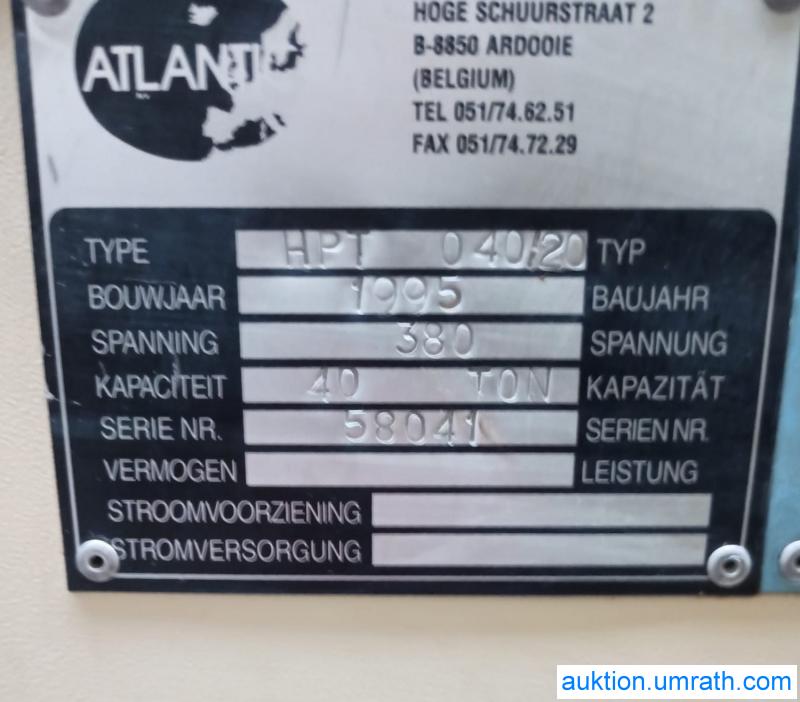 ATLANTIC
HOGE SCHUURSTRAAT 2
B-8850 ARDOOIE
(BELGIUM)
TEL 051/74.62.51
FAX 051/74.72.29
TYPE HPT 040/20 TYP
BOUWJAAR 1995 BAUJAHR
SPANNING 380 SPANNUNG
KAPACITEIT 40 TON KAPAZITÄT
SERIE NR. 58041 SERIEN NR.
VERMOGEN LEISTUNG
STROOMVOORZIENING
STROMVERSORGUNG
auktion.umrath.com